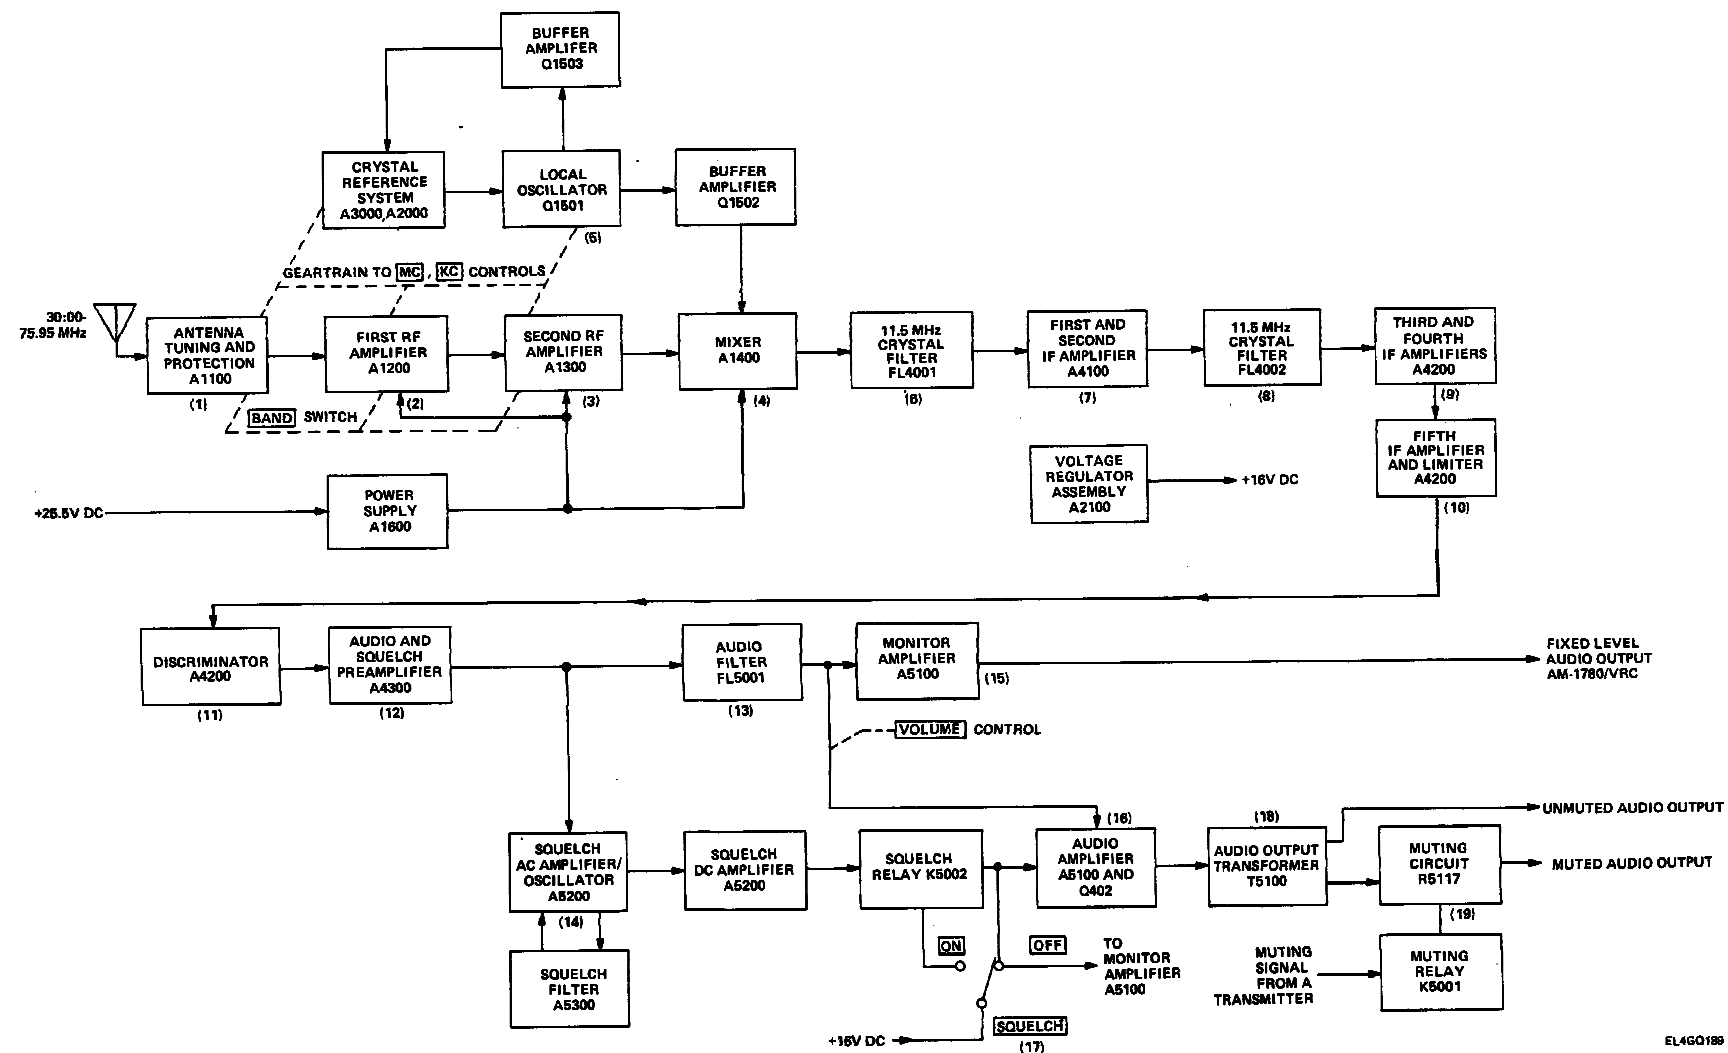 BUFFER
AMPLIFER
Q1503
CRYSTAL
REFERENCE
SYSTEM
A3000,A2000
LOCAL
OSCILLATOR
Q1501
(5)
BUFFER
AMPLIFIER
Q1502
GEARTRAIN TO MC, KC CONTROLS
30:00-
75.95 MHz
ANTENNA
TUNING AND
PROTECTION
A1100
(1)
FIRST RF
AMPLIFIER
A1200
(2)
SECOND RF
AMPLIFIER
A1300
(3)
MIXER
A1400
(4)
11.5 MHz
CRYSTAL
FILTER
FL4001
(6)
FIRST AND
SECOND
IF AMPLIFIER
A4100
(7)
11.5 MHz
CRYSTAL
FILTER
FL4002
(8)
THIRD AND
FOURTH
IF AMPLIFIERS
A4200
(9)
BAND SWITCH
FIFTH
IF AMPLIFIER
AND LIMITER
A4200
(10)
+25.5V DC
POWER
SUPPLY
A1600
VOLTAGE
REGULATOR
ASSEMBLY
A2100
+16V DC
DISCRIMINATOR
A4200
(11)
AUDIO AND
SQUELCH
PREAMPLIFIER
A4300
(12)
AUDIO
FILTER
FL5001
(13)
MONITOR
AMPLIFIER
A5100
(15)
FIXED LEVEL
AUDIO OUTPUT
AM-1780/VRC
VOLUME CONTROL
SQUELCH
AC AMPLIFIER/
OSCILLATOR
A5200
(14)
SQUELCH
DC AMPLIFIER
A5200
SQUELCH
RELAY K5002
(16)
AUDIO
AMPLIFIER
A5100 AND
Q402
(18)
AUDIO OUTPUT
TRANSFORMER
T5100
MUTING
CIRCUIT
R5117
(19)
UNMUTED AUDIO OUTPUT
MUTED AUDIO OUTPUT
SQUELCH
FILTER
A5300
ON
OFF
TO
MONITOR
AMPLIFIER
A5100
MUTING
SIGNAL
FROM A
TRANSMITTER
MUTING
RELAY
K5001
+16V DC
SQUELCH
(17)
EL4GQ189